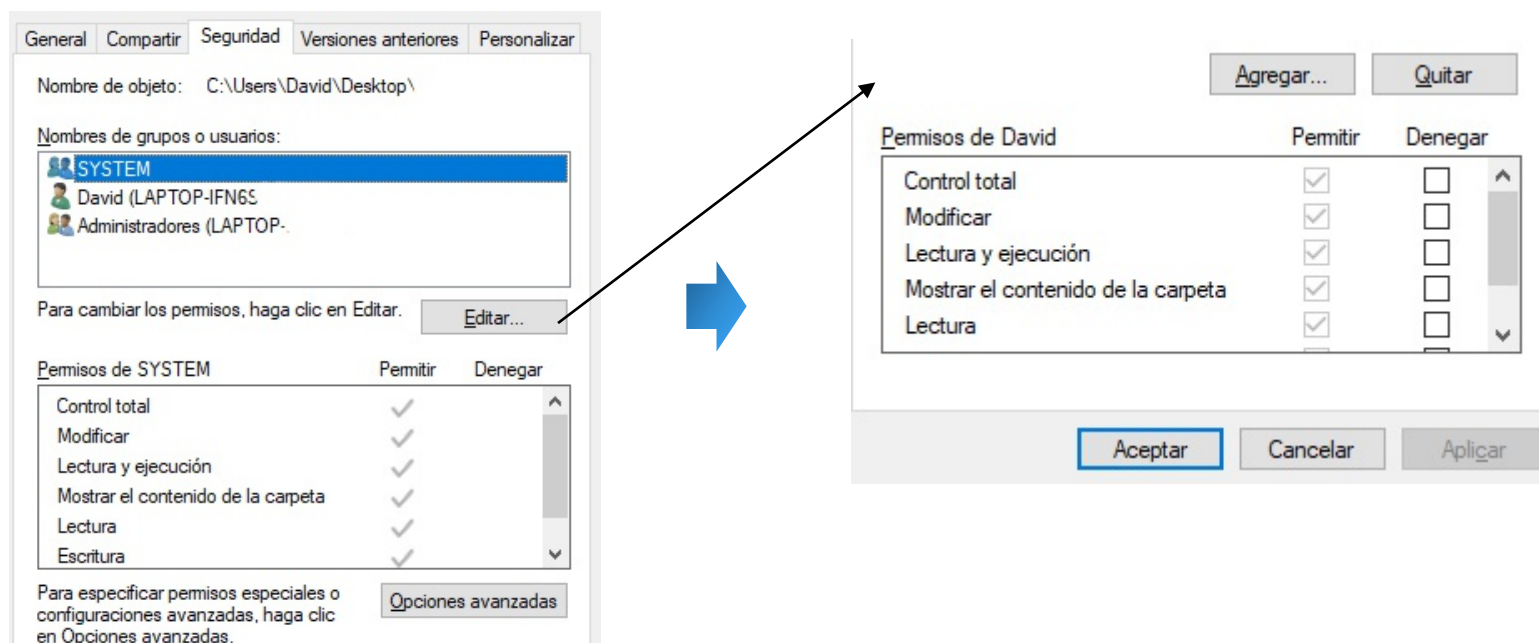 General Compartir Seguridad Versiones anteriores Personalizar
Nombre de objeto: C:\Users\David\Desktop\
Nombres de grupos o usuarios:
SYSTEM
David (LAPTOP-IFN6S
Administradores (LAPTOP-
Para cambiar los permisos, haga clic en Editar. Editar...
Permisos de SYSTEM Permitir Denegar
Control total
Modificar
Lectura y ejecución
Mostrar el contenido de la carpeta
Lectura
Escritura
Para especificar permisos especiales o
configuraciones avanzadas, haga clic
en Opciones avanzadas.
Opciones avanzadas
Agregar... Quitar
Permisos de David Permitir Denegar
Control total
Modificar
Lectura y ejecución
Mostrar el contenido de la carpeta
Lectura
Aceptar Cancelar Aplicar